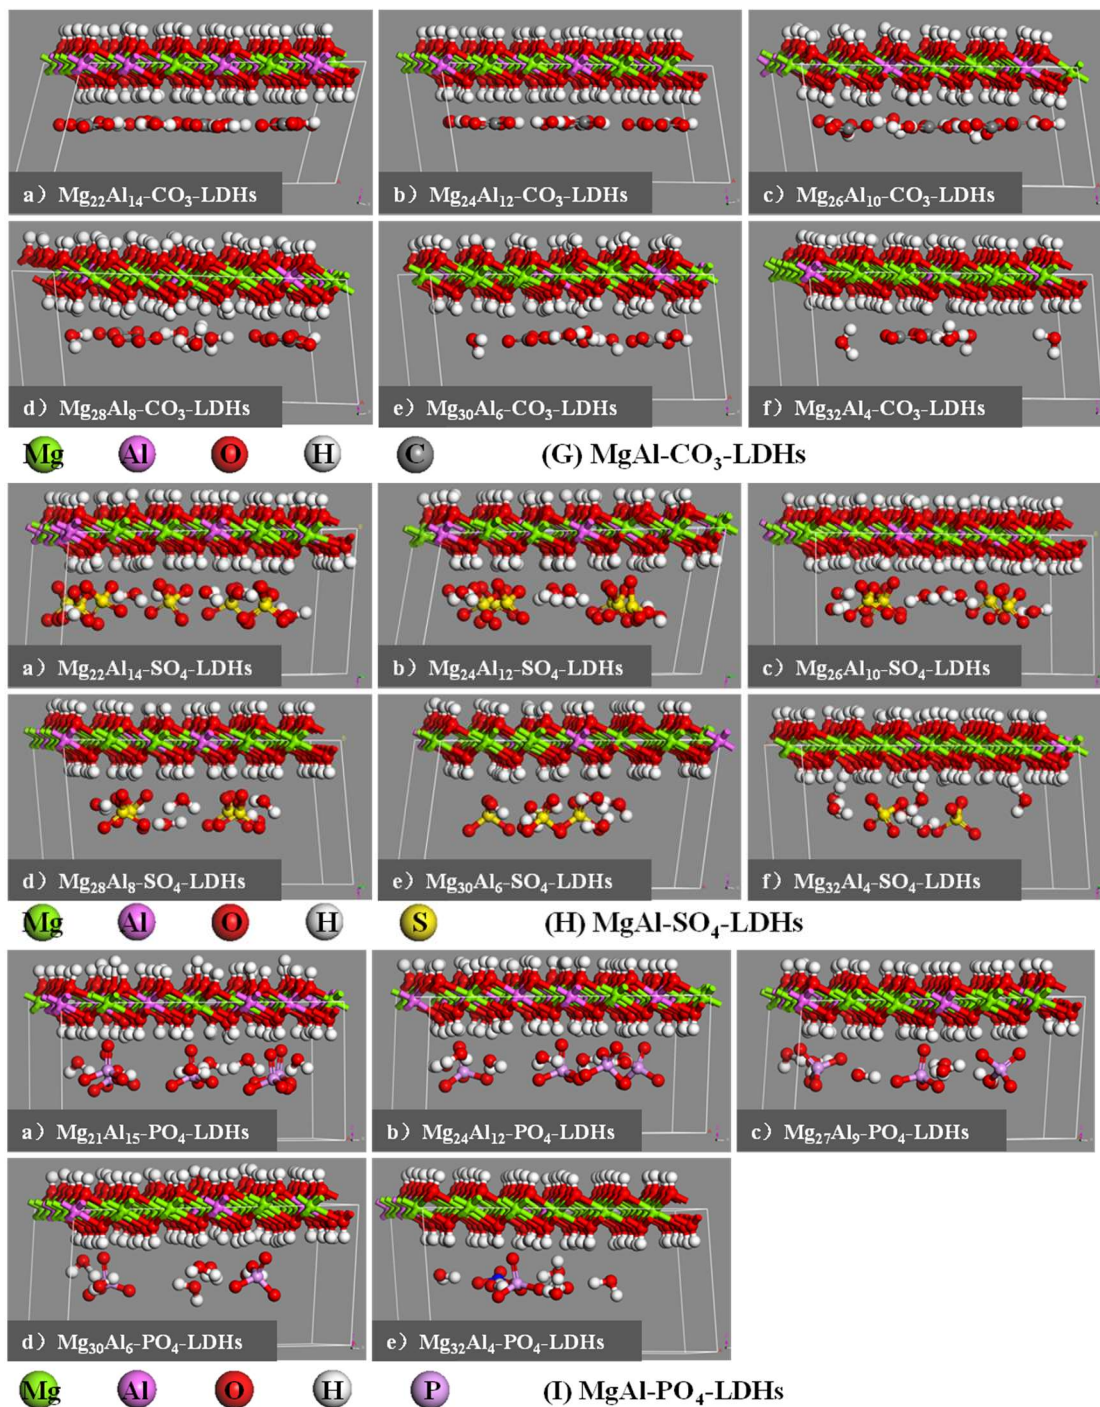 a）Mg₂₂Al₁₄-CO₃-LDHs
b）Mg₂₄Al₁₂-CO₃-LDHs
c）Mg₂₆Al₁₀-CO₃-LDHs
d）Mg₂₈Al₈-CO₃-LDHs
e）Mg₃₀Al₆-CO₃-LDHs
f）Mg₃₂Al₄-CO₃-LDHs
Mg Al O H C (G) MgAl-CO₃-LDHs
a）Mg₂₂Al₁₄-SO₄-LDHs
b）Mg₂₄Al₁₂-SO₄-LDHs
c）Mg₂₆Al₁₀-SO₄-LDHs
d）Mg₂₈Al₈-SO₄-LDHs
e）Mg₃₀Al₆-SO₄-LDHs
f）Mg₃₂Al₄-SO₄-LDHs
Mg Al O H S (H) MgAl-SO₄-LDHs
a）Mg₂₁Al₁₅-PO₄-LDHs
b）Mg₂₄Al₁₂-PO₄-LDHs
c）Mg₂₇Al₉-PO₄-LDHs
d）Mg₃₀Al₆-PO₄-LDHs
e）Mg₃₂Al₄-PO₄-LDHs
Mg Al O H P (I) MgAl-PO₄-LDHs